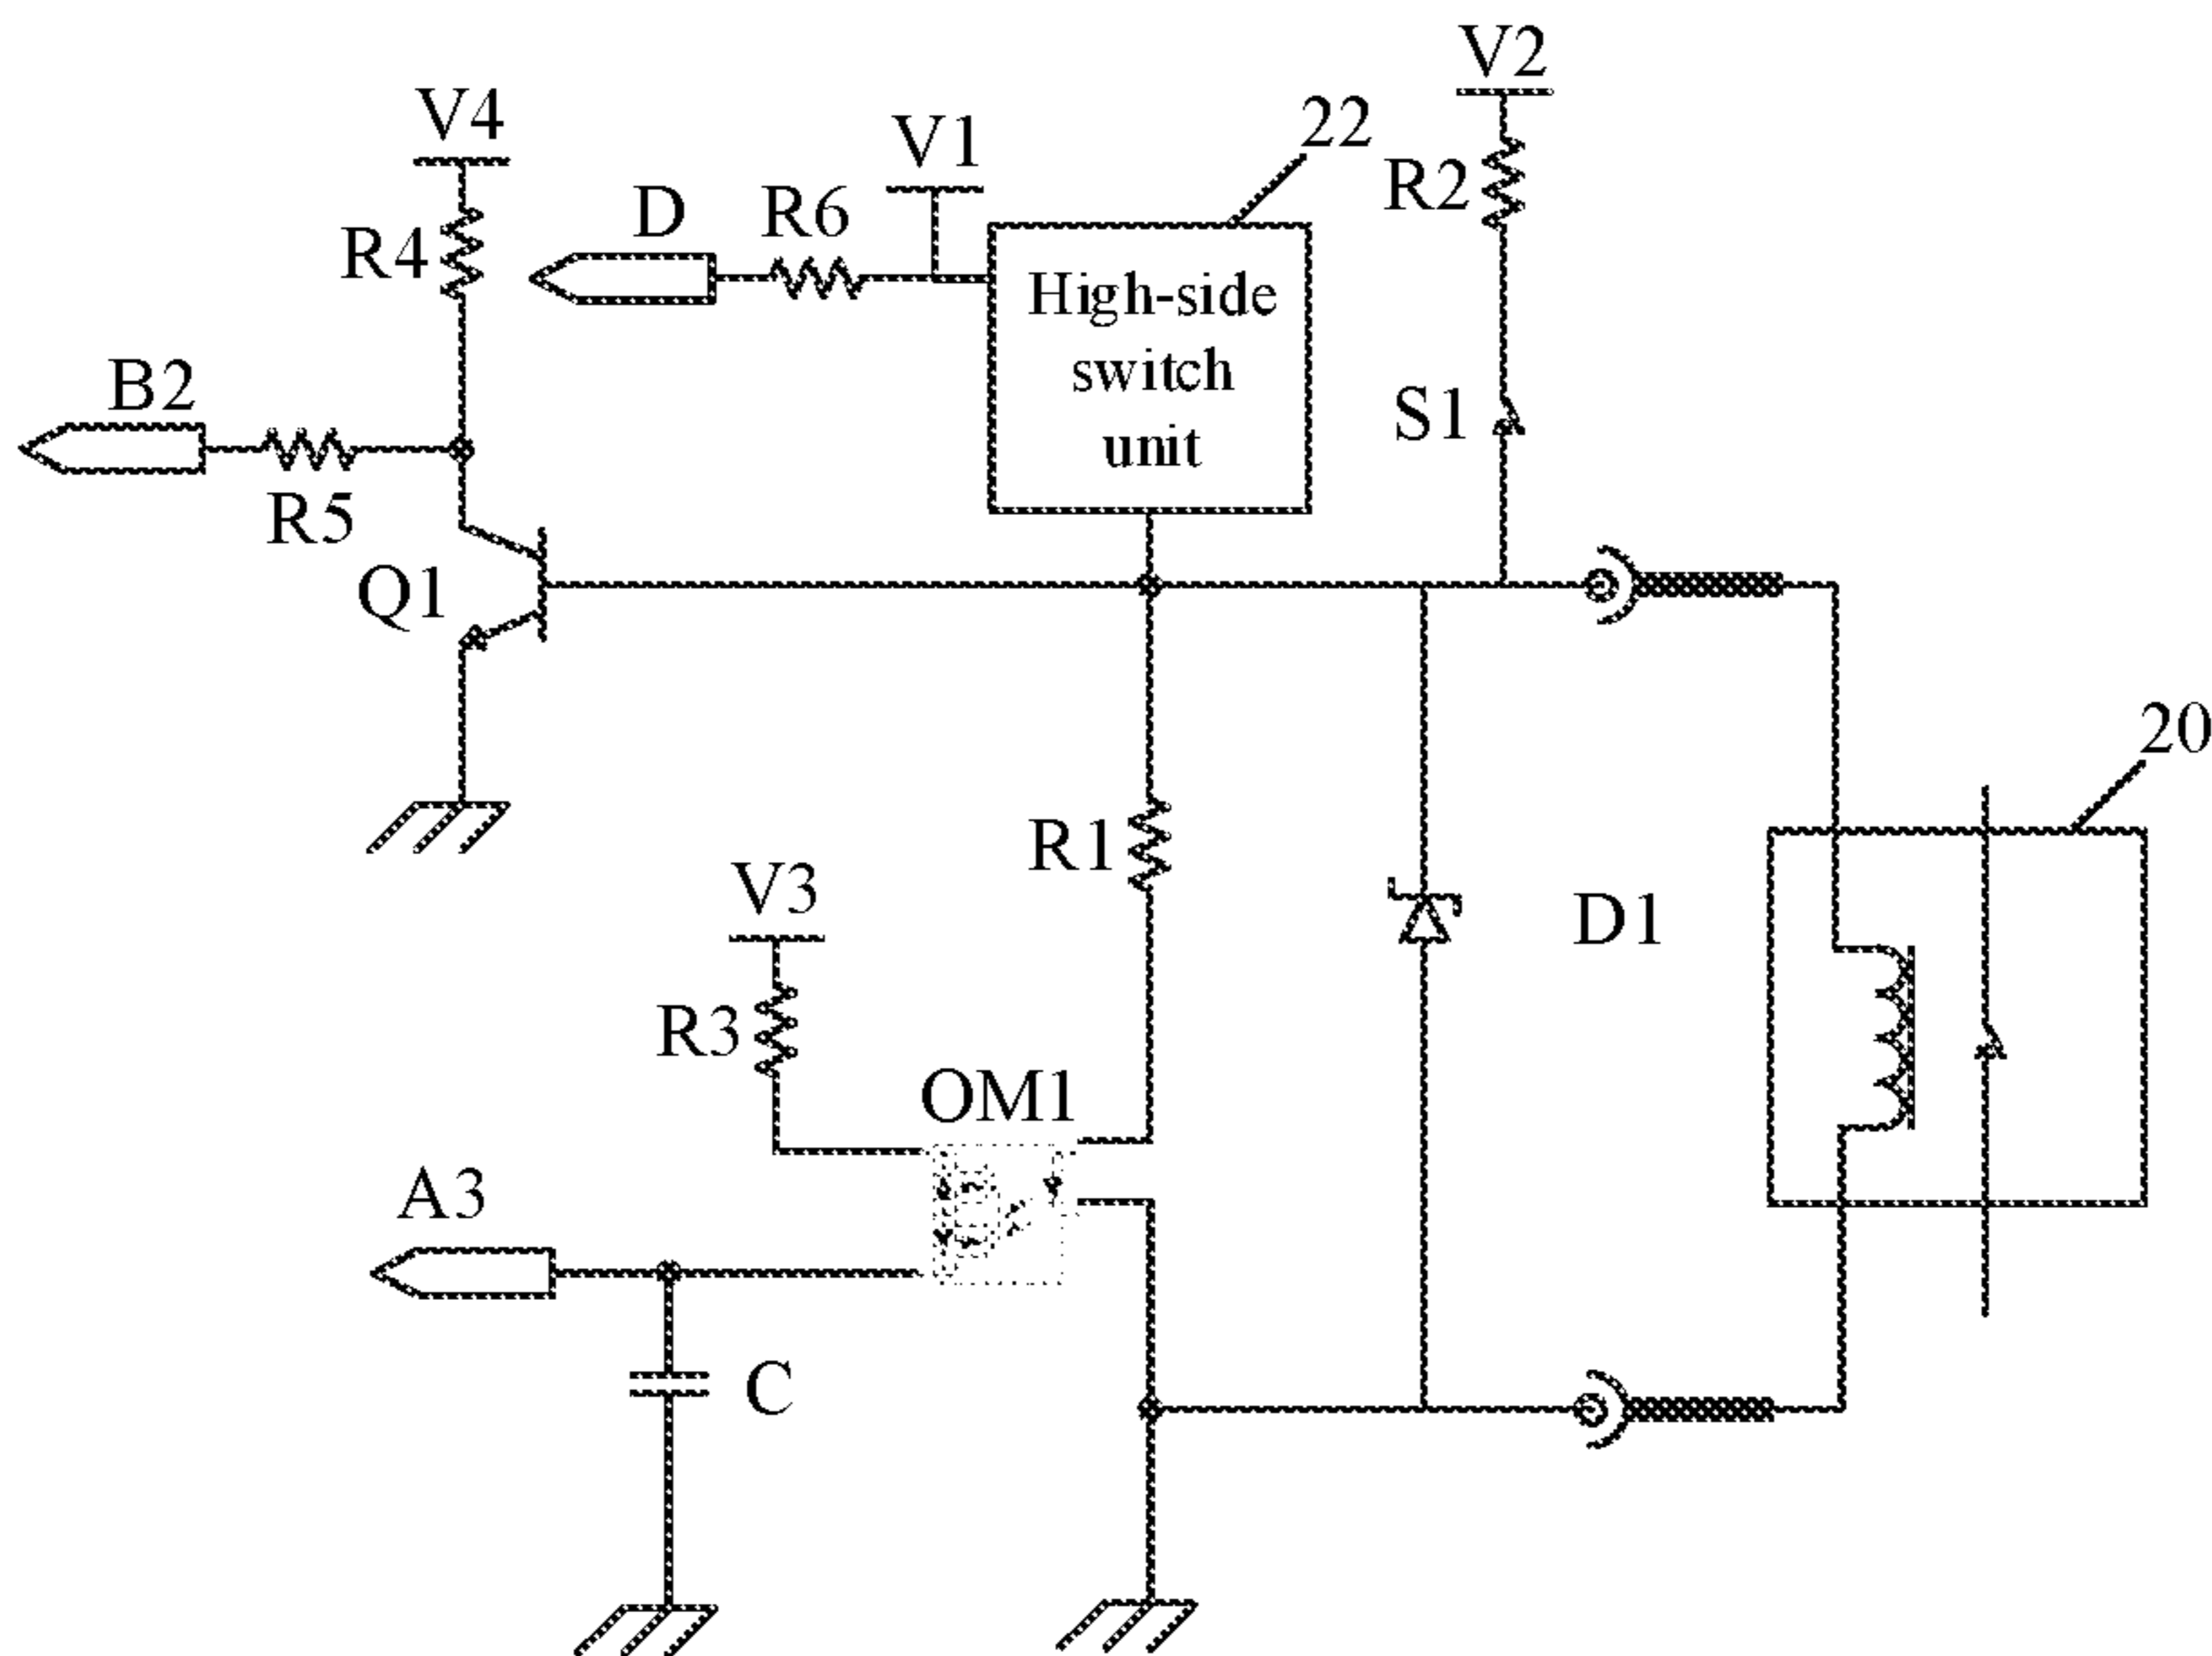 V2
V4
V1
22
D
R6
R2
R4
High-side
switch
unit
B2
S1
R5
Q1
20
R1
V3
D1
R3
OM1
A3
C